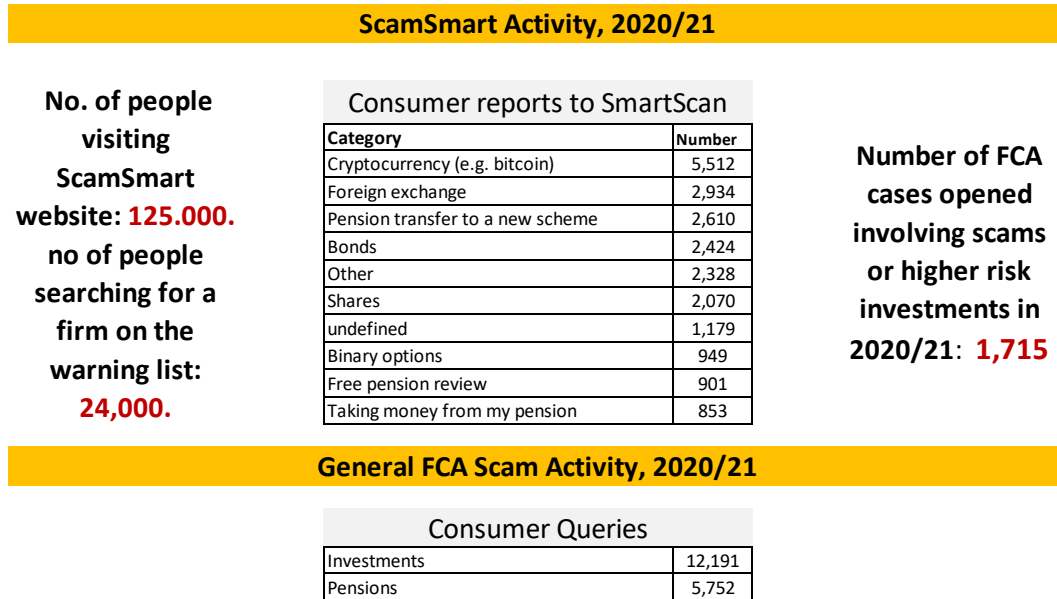 ScamSmart Activity, 2020/21
No. of people
visiting
ScamSmart
website: 125.000.
no of people
searching for a
firm on the
warning list:
24,000.
Consumer reports to SmartScan
Category Number
Cryptocurrency (e.g. bitcoin) 5,512
Foreign exchange 2,934
Pension transfer to a new scheme 2,610
Bonds 2,424
Other 2,328
Shares 2,070
undefined 1,179
Binary options 949
Free pension review 901
Taking money from my pension 853
Number of FCA
cases opened
involving scams
or higher risk
investments in
2020/21: 1,715
General FCA Scam Activity, 2020/21
Consumer Queries
Investments 12,191
Pensions 5,752